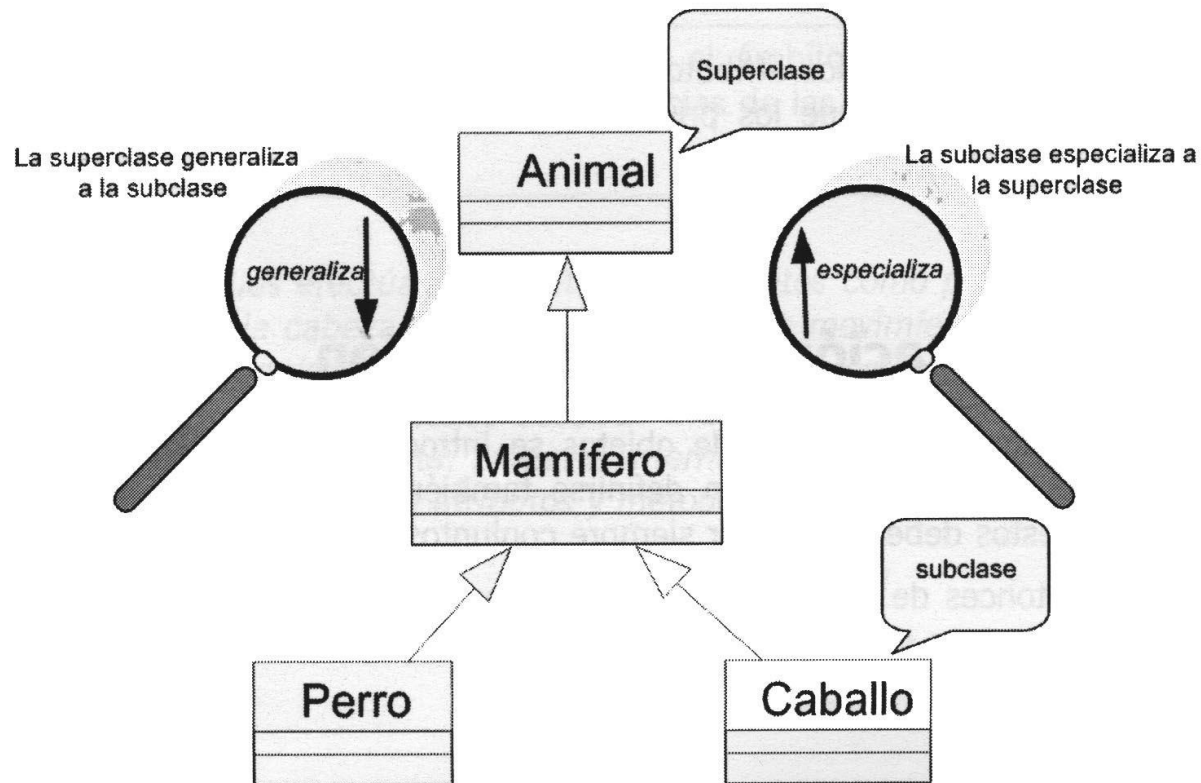 Superclase
Animal
La superclase generaliza
a la subclase
La subclase especializa a
la superclase
generaliza
especializa
Mamífero
subclase
Perro
Caballo